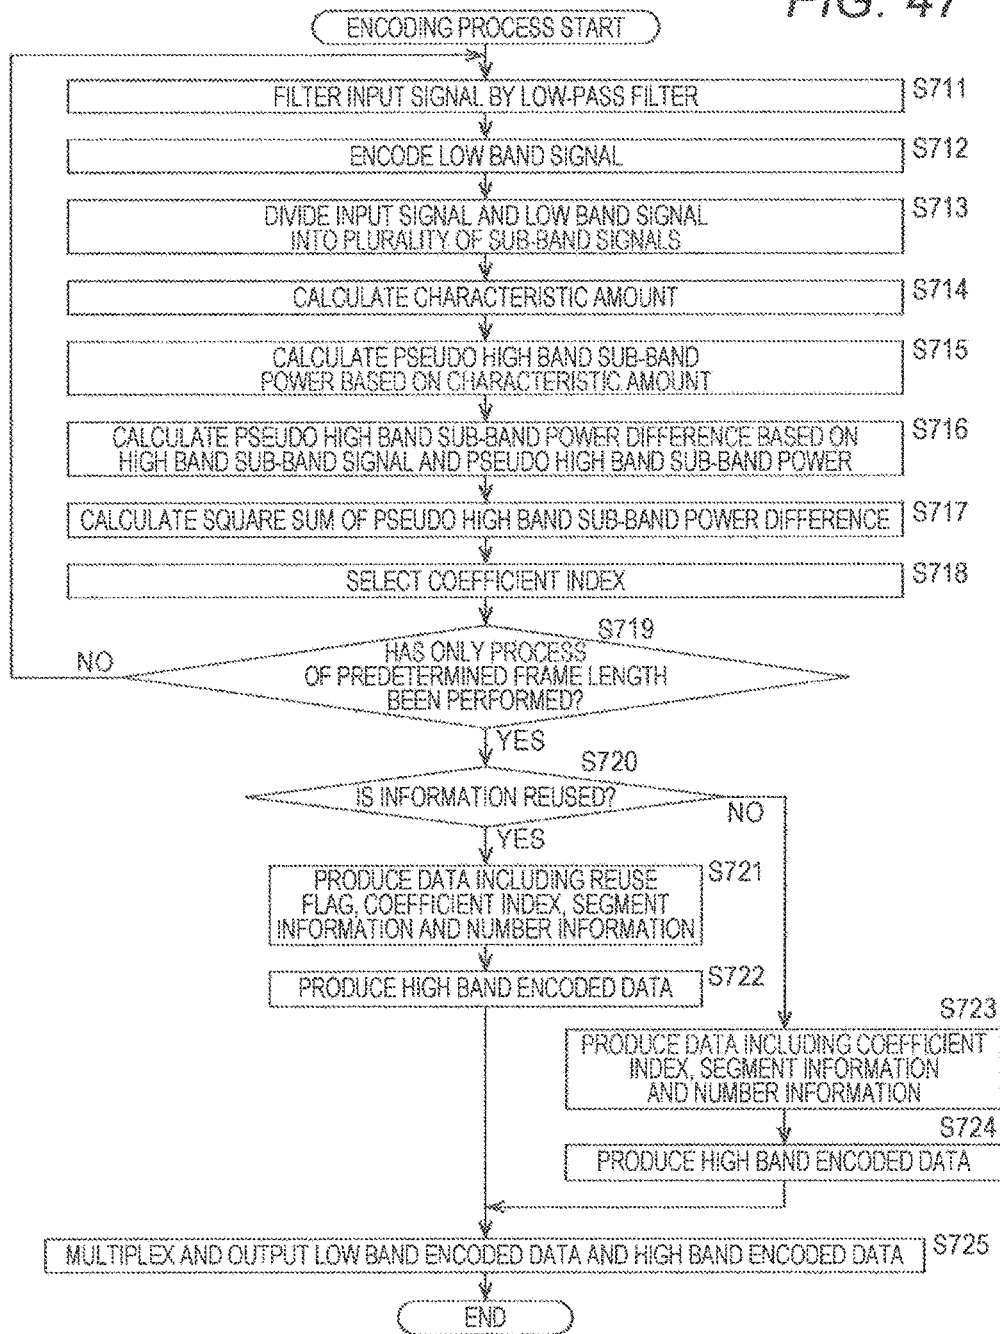 FIG. 47
ENCODING PROCESS START
S711
FILTER INPUT SIGNAL BY LOW-PASS FILTER
S712
ENCODE LOW BAND SIGNAL
S713
DIVIDE INPUT SIGNAL AND LOW BAND SIGNAL
INTO PLURALITY OF SUB-BAND SIGNALS
S714
CALCULATE CHARACTERISTIC AMOUNT
S715
CALCULATE PSEUDO HIGH BAND SUB-BAND
POWER BASED ON CHARACTERISTIC AMOUNT
S716
CALCULATE PSEUDO HIGH BAND SUB-BAND POWER DIFFERENCE BASED ON
HIGH BAND SUB-BAND SIGNAL AND PSEUDO HIGH BAND SUB-BAND POWER
CALCULATE SQUARE SUM OF PSEUDO HIGH BAND SUB-BAND POWER DIFFERENCE
S717
SELECT COEFFICIENT INDEX
S718
S719
HAS ONLY PROCESS
OF PREDETERMINED FRAME LENGTH
BEEN PERFORMED?
NO
YES
S720
IS INFORMATION REUSED?
NO
YES
S721
PRODUCE DATA INCLUDING REUSE
FLAG, COEFFICIENT INDEX, SEGMENT
INFORMATION AND NUMBER INFORMATION
S722
PRODUCE HIGH BAND ENCODED DATA
S723
PRODUCE DATA INCLUDING COEFFICIENT
INDEX, SEGMENT INFORMATION
AND NUMBER INFORMATION
S724
PRODUCE HIGH BAND ENCODED DATA
MULTIPLEX AND OUTPUT LOW BAND ENCODED DATA AND HIGH BAND ENCODED DATA
S725
END